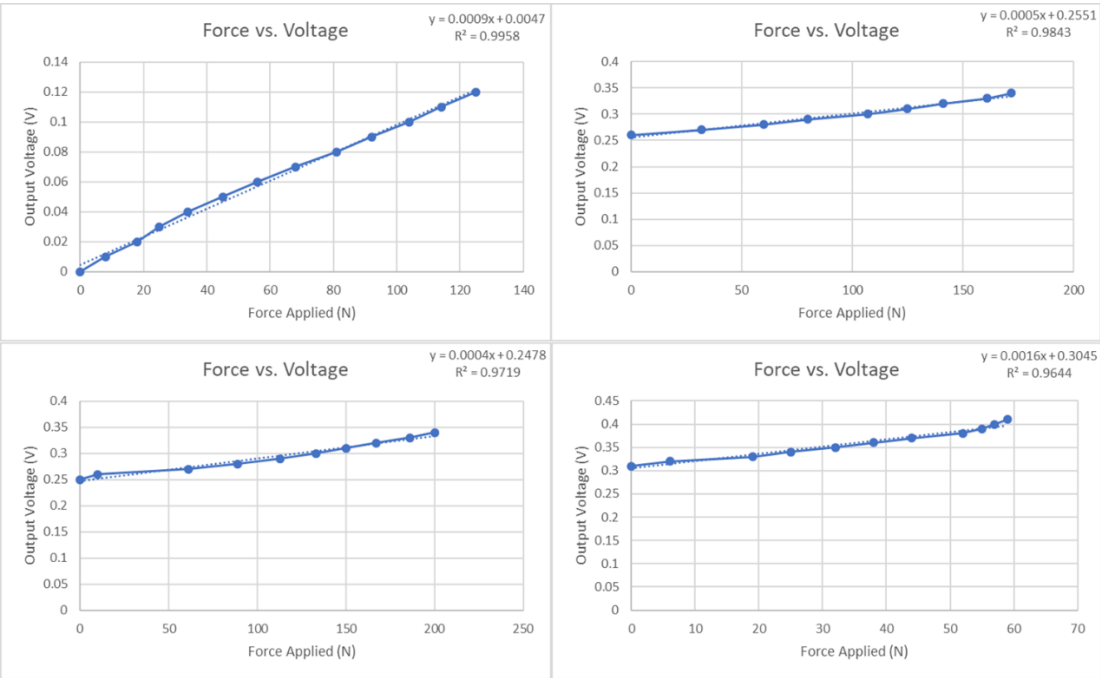 Force vs. Voltage
y = 0.0009x + 0.0047
R² = 0.9958
Output Voltage (V)
0.14
0.12
0.1
0.08
0.06
0.04
0.02
0
0 20 40 60 80 100 120 140
Force Applied (N)
Force vs. Voltage
y = 0.0005x + 0.2551
R² = 0.9843
Output Voltage (V)
0.4
0.35
0.3
0.25
0.2
0.15
0.1
0.05
0
0 50 100 150 200
Force Applied (N)
Force vs. Voltage
y = 0.0004x + 0.2478
R² = 0.9719
Output Voltage (V)
0.4
0.35
0.3
0.25
0.2
0.15
0.1
0.05
0
0 50 100 150 200 250
Force Applied (N)
Force vs. Voltage
y = 0.0016x + 0.3045
R² = 0.9644
Output Voltage (V)
0.45
0.4
0.35
0.3
0.25
0.2
0.15
0.1
0.05
0
0 10 20 30 40 50 60 70
Force Applied (N)